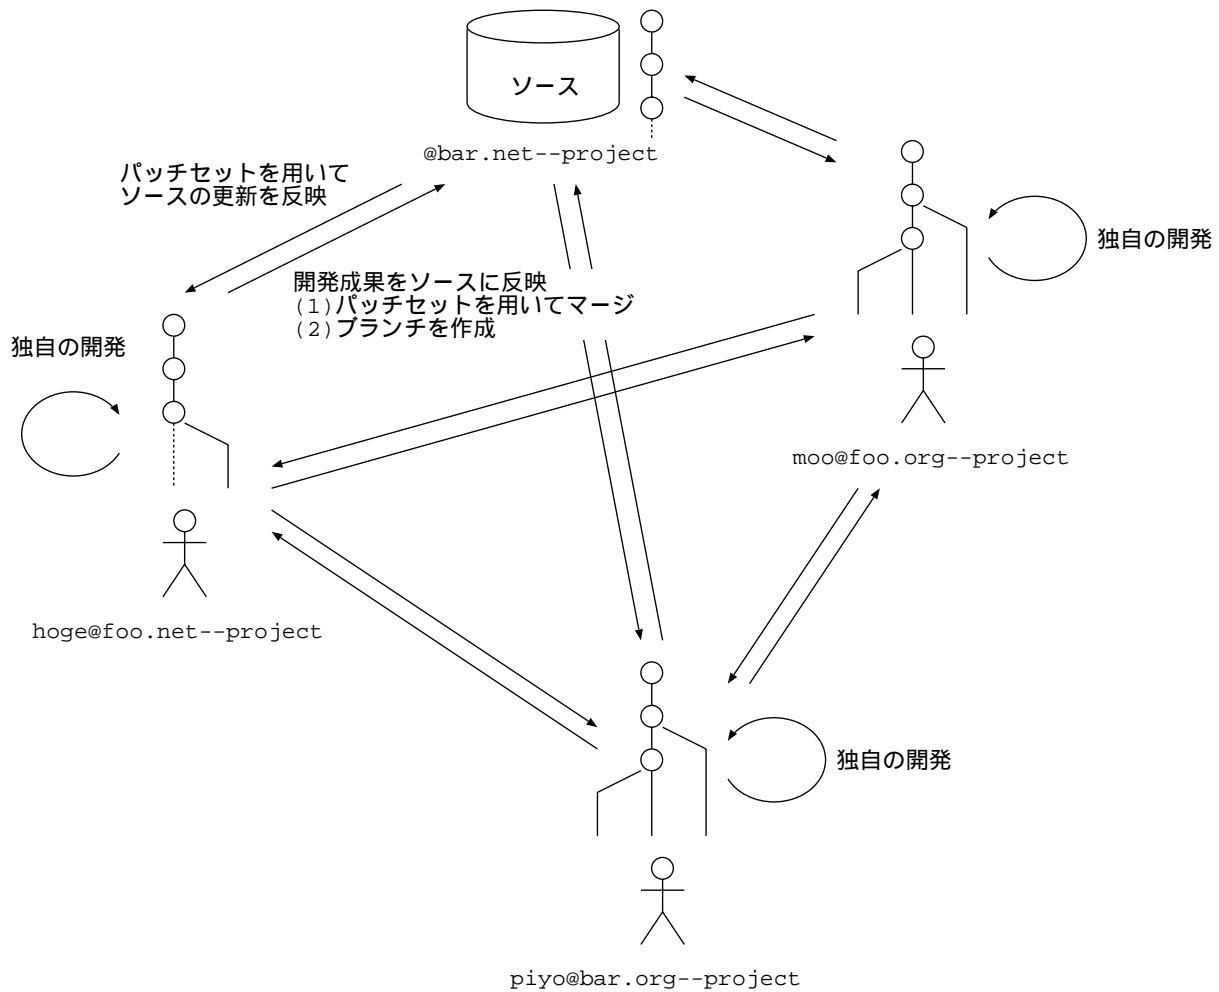 ソース
@bar.net--project
パッチセットを用いて
ソースの更新を反映
独自の開発
開発成果をソースに反映
(1)パッチセットを用いてマージ
(2)ブランチを作成
独自の開発
moo@foo.org--project
hoge@foo.net--project
独自の開発
piyo@bar.org--project